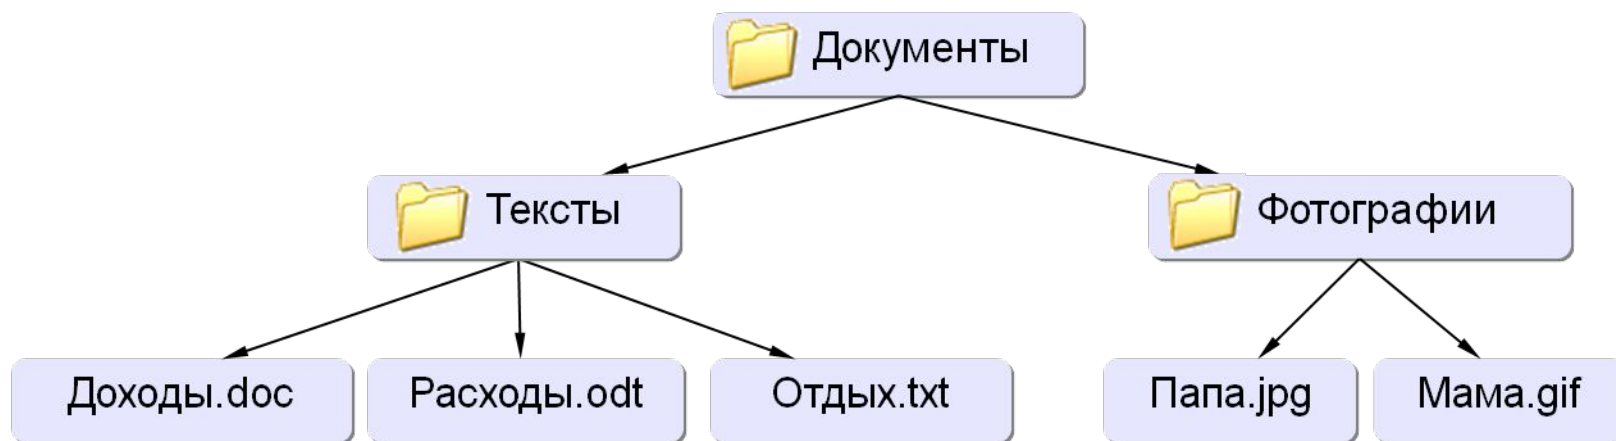 Документы
Тексты
Фотографии
Доходы.doc
Расходы.odt
Отдых.txt
Папа.jpg
Мама.gif